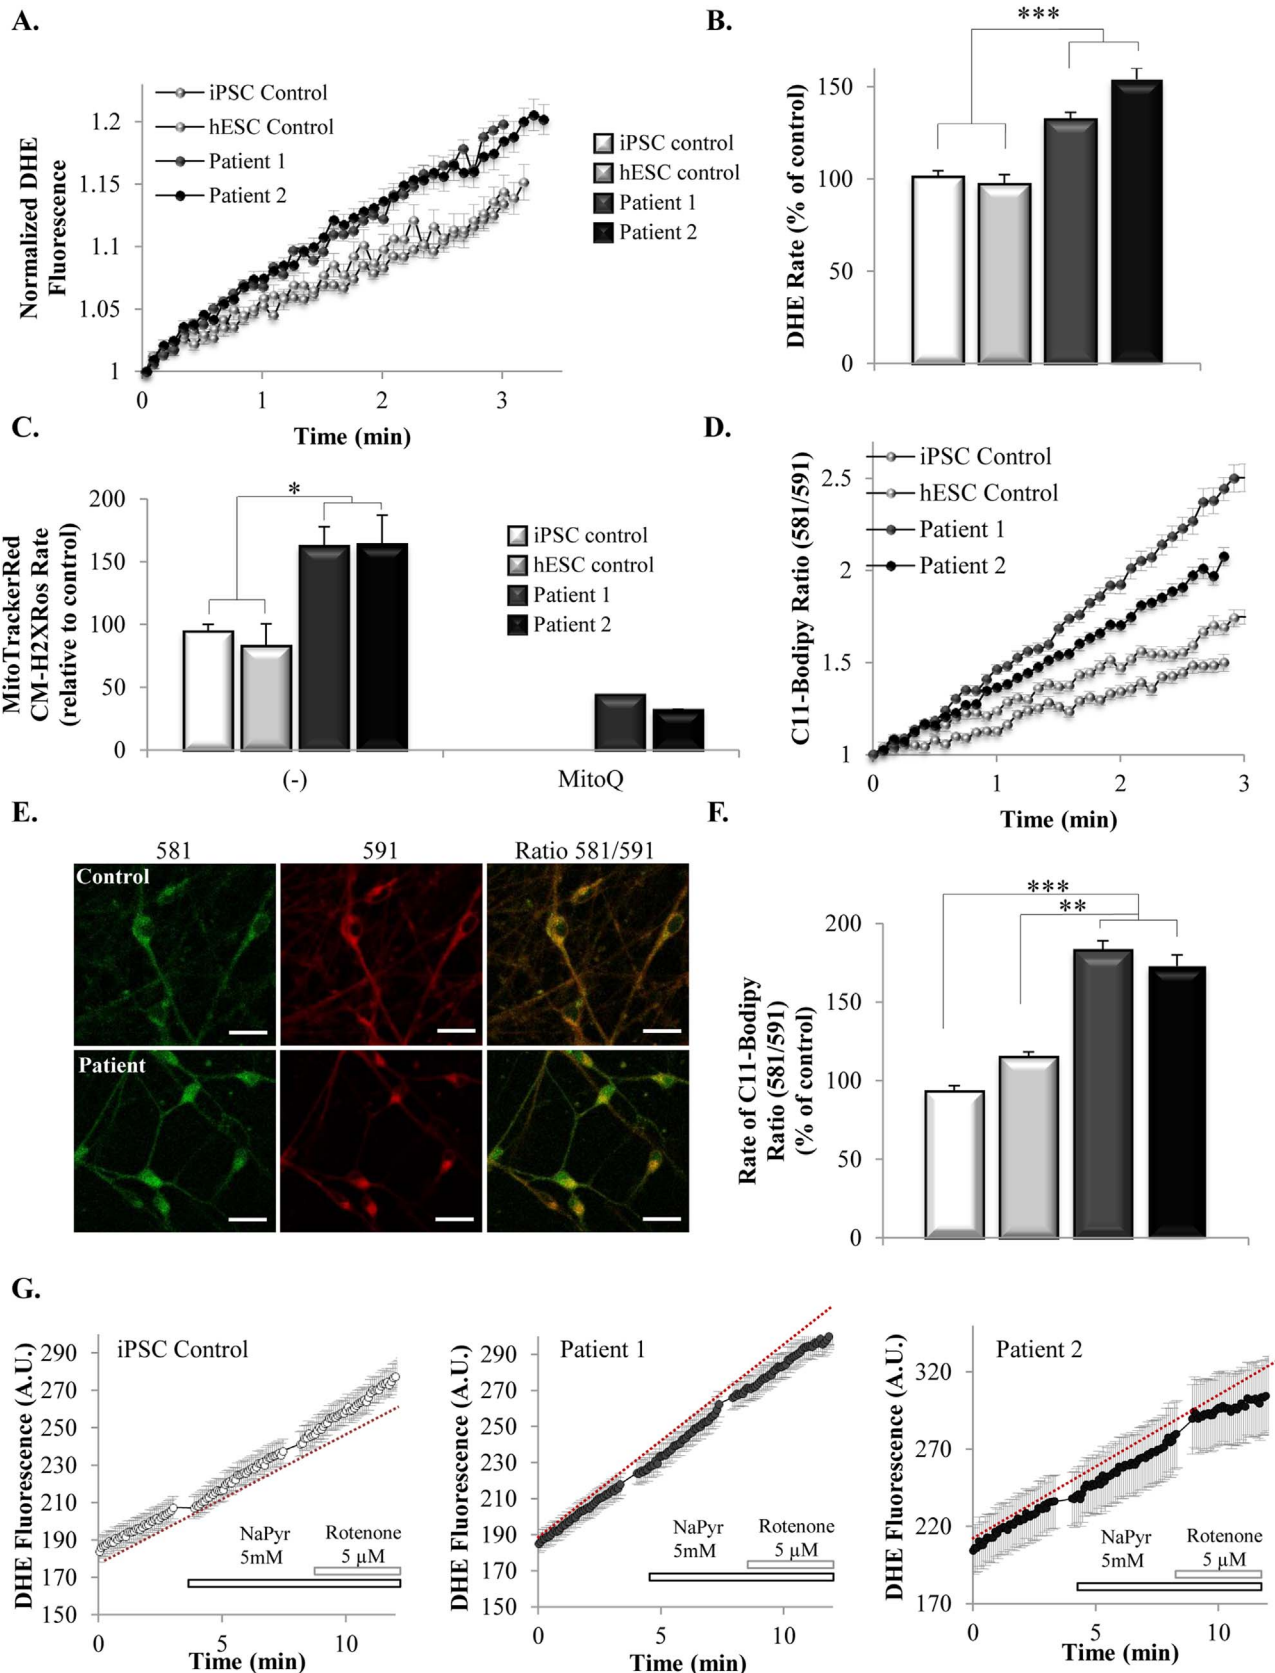 A.
Normalized DHE
Fluorescence
1.2
1.15
1.1
1.05
1
iPSC Control
hESC Control
Patient 1
Patient 2
0
1
2
3
Time (min)
iPSC control
hESC control
Patient 1
Patient 2
B.
DHE Rate (% of control)
150
100
50
0
***
C.
MitoTrackerRed
CM-H2XRos Rate
(relative to control)
200
150
100
50
0
*
(-)
MitoQ
iPSC control
hESC control
Patient 1
Patient 2
D.
C11-Bodipy Ratio (581/591)
2.5
2
1.5
1
iPSC Control
hESC Control
Patient 1
Patient 2
0
1
2
3
Time (min)
E.
581
591
Ratio 581/591
Control
Patient
F.
Rate of C11-Bodipy
Ratio (581/591)
(% of control)
200
150
100
50
0
***
**
G.
DHE Fluorescence (A.U.)
290
270
250
230
210
190
170
150
iPSC Control
NaPyr
5mM
Rotenone
5 µM
0
5
10
Time (min)
DHE Fluorescence (A.U.)
290
270
250
230
210
190
170
150
Patient 1
NaPyr
5mM
Rotenone
5 µM
0
5
10
Time (min)
DHE Fluorescence (A.U.)
320
270
220
170
Patient 2
NaPyr
5mM
Rotenone
5 µM
0
5
10
Time (min)